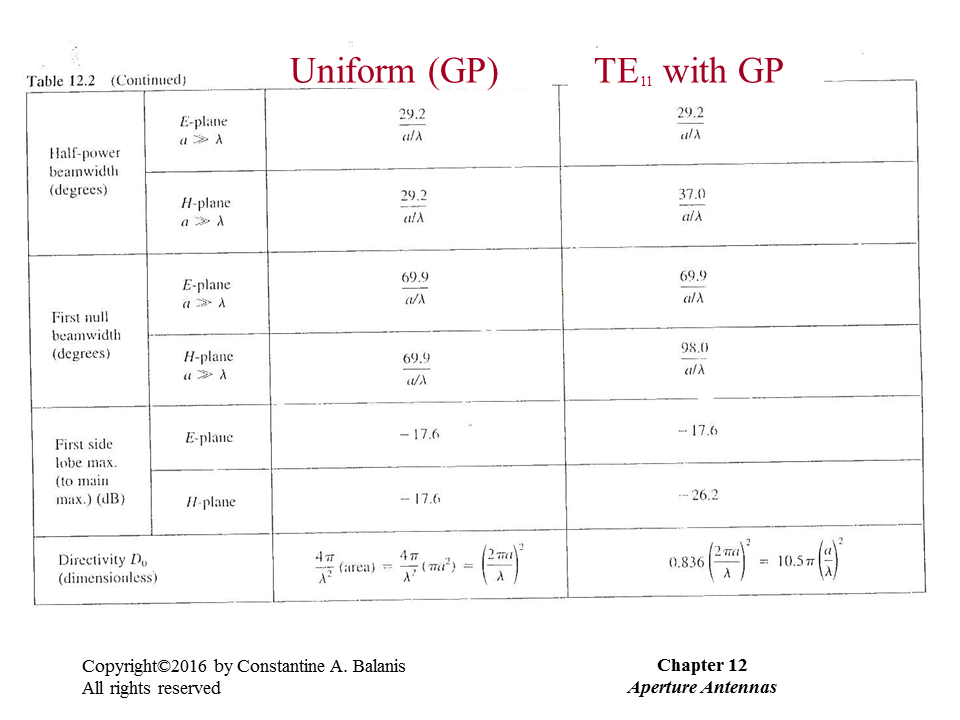 Uniform (GP) TE₁₁ with GP
Table 12.2 (Continued)
Half-power
beamwidth
(degrees)
E-plane
a ≫ λ
29.2
a/λ
29.2
a/λ
H-plane
a ≫ λ
29.2
a/λ
37.0
a/λ
First null
beamwidth
(degrees)
E-plane
a ≫ λ
69.9
a/λ
69.9
a/λ
H-plane
a ≫ λ
69.9
a/λ
98.0
a/λ
First side
lobe max.
(to main
max.) (dB)
E-plane
− 17.6
− 17.6
H-plane
− 17.6
− 26.2
Directivity D₀
(dimensionless)
4π/λ² (area) = 4π/λ² (πa²) = (2πa/λ)²
0.836 (2πa/λ)² = 10.5π (a/λ)²
Copyright©2016 by Constantine A. Balanis
All rights reserved
Chapter 12
Aperture Antennas